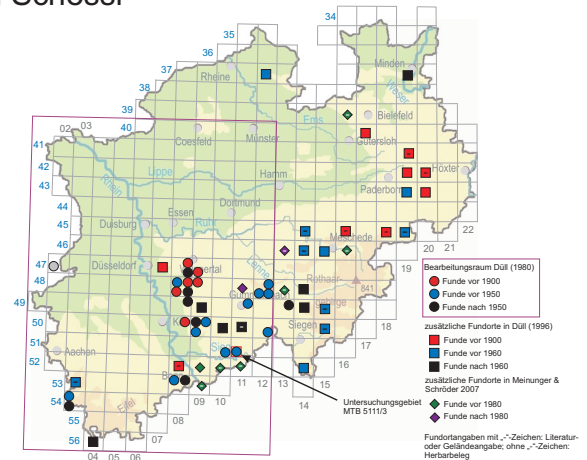 34
35
36
37
38
39
40
41
42
43
44
45
46
47
48
49
50
51
52
53
54
55
56
02 03
04 05 06
07
08
09
10
11
12
13
14
15
16
17
18
19
20
21
22
Rheine
Minden
Weser
Bielefeld
Ems
Gütersloh
Coesfeld
Münster
Lippe
Hamm
Paderborn
Höxter
Rhein
Dortmund
Essen
Duisburg
Ruhr
Meschede
Düsseldorf
Lenne
Rothaar-
841
Siegen
Aachen
Eifel
Untersuchungsgebiet
MTB 5111/3
Bearbeitungsraum Düll (1980)
Funde vor 1900
Funde vor 1950
Funde nach 1950
zusätzliche Fundorte in Düll (1996)
Funde vor 1900
Funde vor 1960
Funde nach 1960
zusätzliche Fundorte in Meinunger &
Schröder 2007
Funde vor 1980
Funde nach 1980
Fundortangaben mit „-“-Zeichen: Literatur-
oder Geländeangabe; ohne „-“-Zeichen:
Herbarbeleg